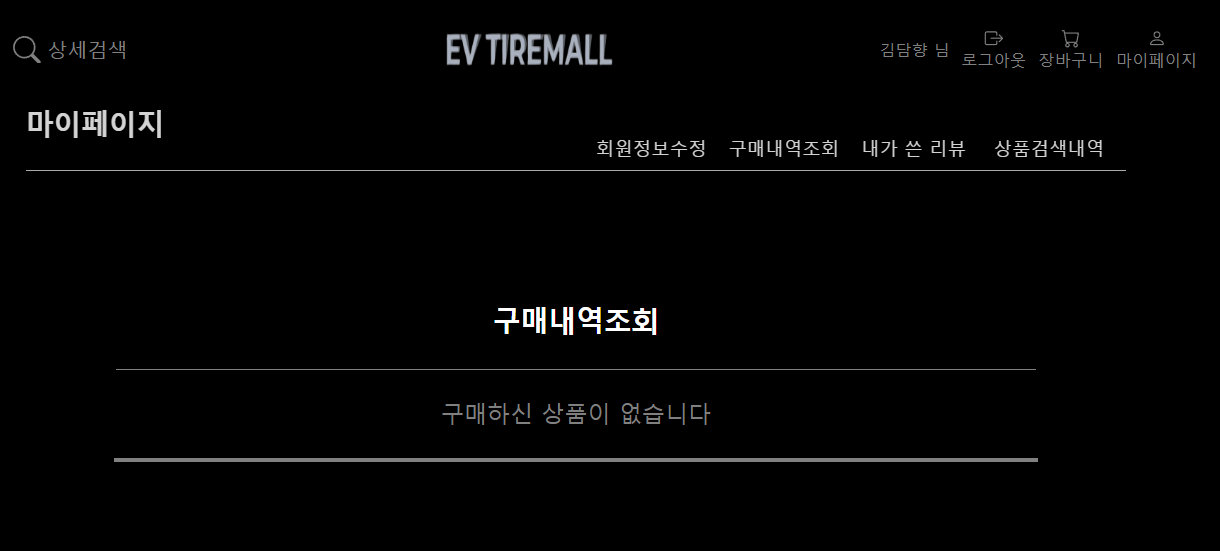 상세검색
EV TIREMALL
김담향 님
로그아웃
장바구니
마이페이지
마이페이지
회원정보수정 구매내역조회 내가 쓴 리뷰 상품검색내역
구매내역조회
구매하신 상품이 없습니다